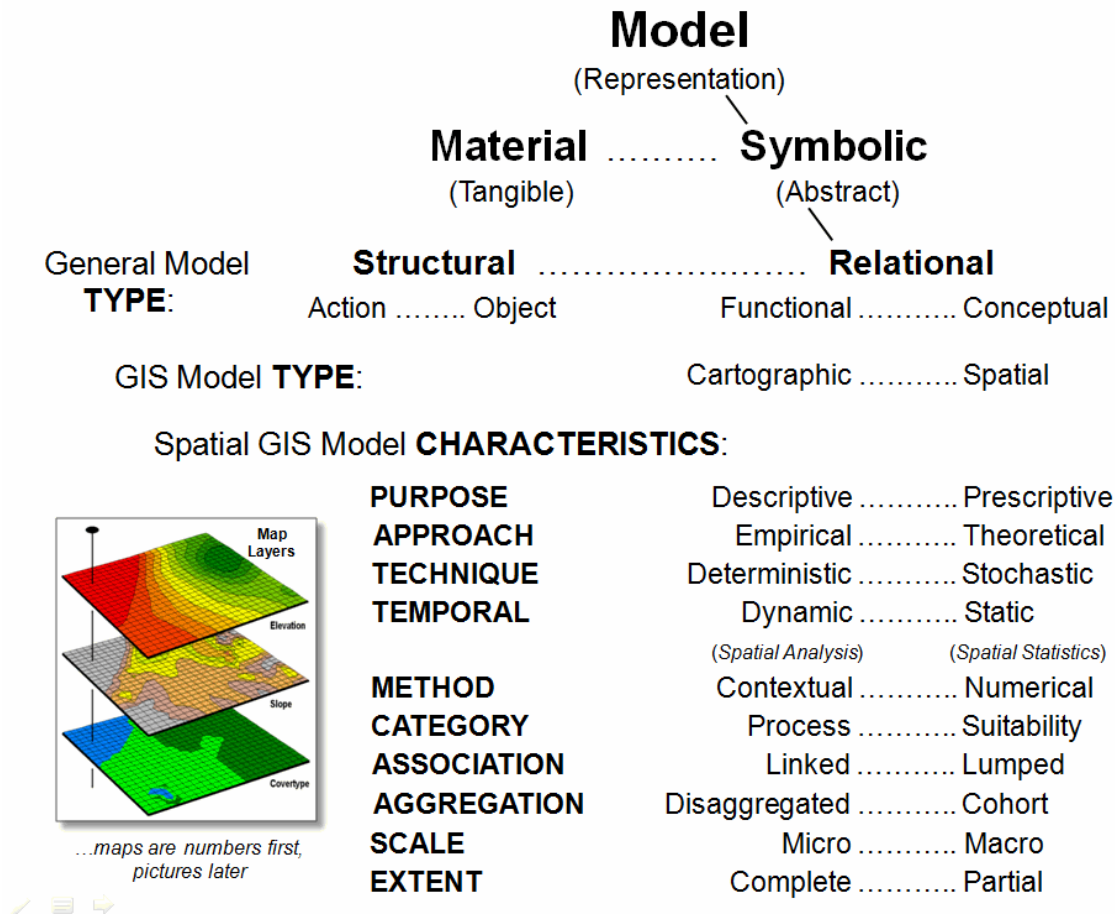 Model
(Representation)
Material .......... Symbolic
(Tangible) (Abstract)
General Model
TYPE:
Structural ........................ Relational
Action ........ Object Functional ........... Conceptual
GIS Model TYPE: Cartographic ........... Spatial
Spatial GIS Model CHARACTERISTICS:
PURPOSE Descriptive ........... Prescriptive
APPROACH Empirical ........... Theoretical
TECHNIQUE Deterministic ........... Stochastic
TEMPORAL Dynamic ........... Static
(Spatial Analysis) (Spatial Statistics)
METHOD Contextual ........... Numerical
CATEGORY Process ........... Suitability
ASSOCIATION Linked ........... Lumped
AGGREGATION Disaggregated ........... Cohort
SCALE Micro ........... Macro
EXTENT Complete ........... Partial
Map
Layers
Elevation
Slope
Covertype
...maps are numbers first,
pictures later